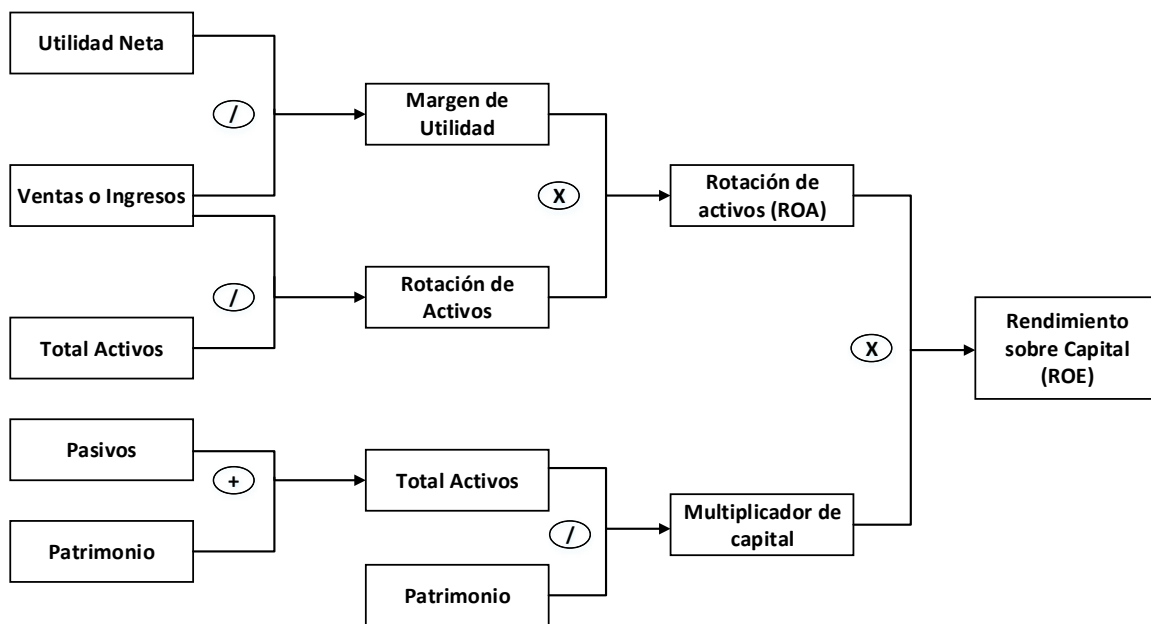 Utilidad Neta
/
Margen de
Utilidad
Ventas o Ingresos
X
Rotación de
activos (ROA)
/
Rotación de
Activos
Total Activos
X
Rendimiento
sobre Capital
(ROE)
Pasivos
+
Total Activos
Patrimonio
/
Multiplicador de
capital
Patrimonio